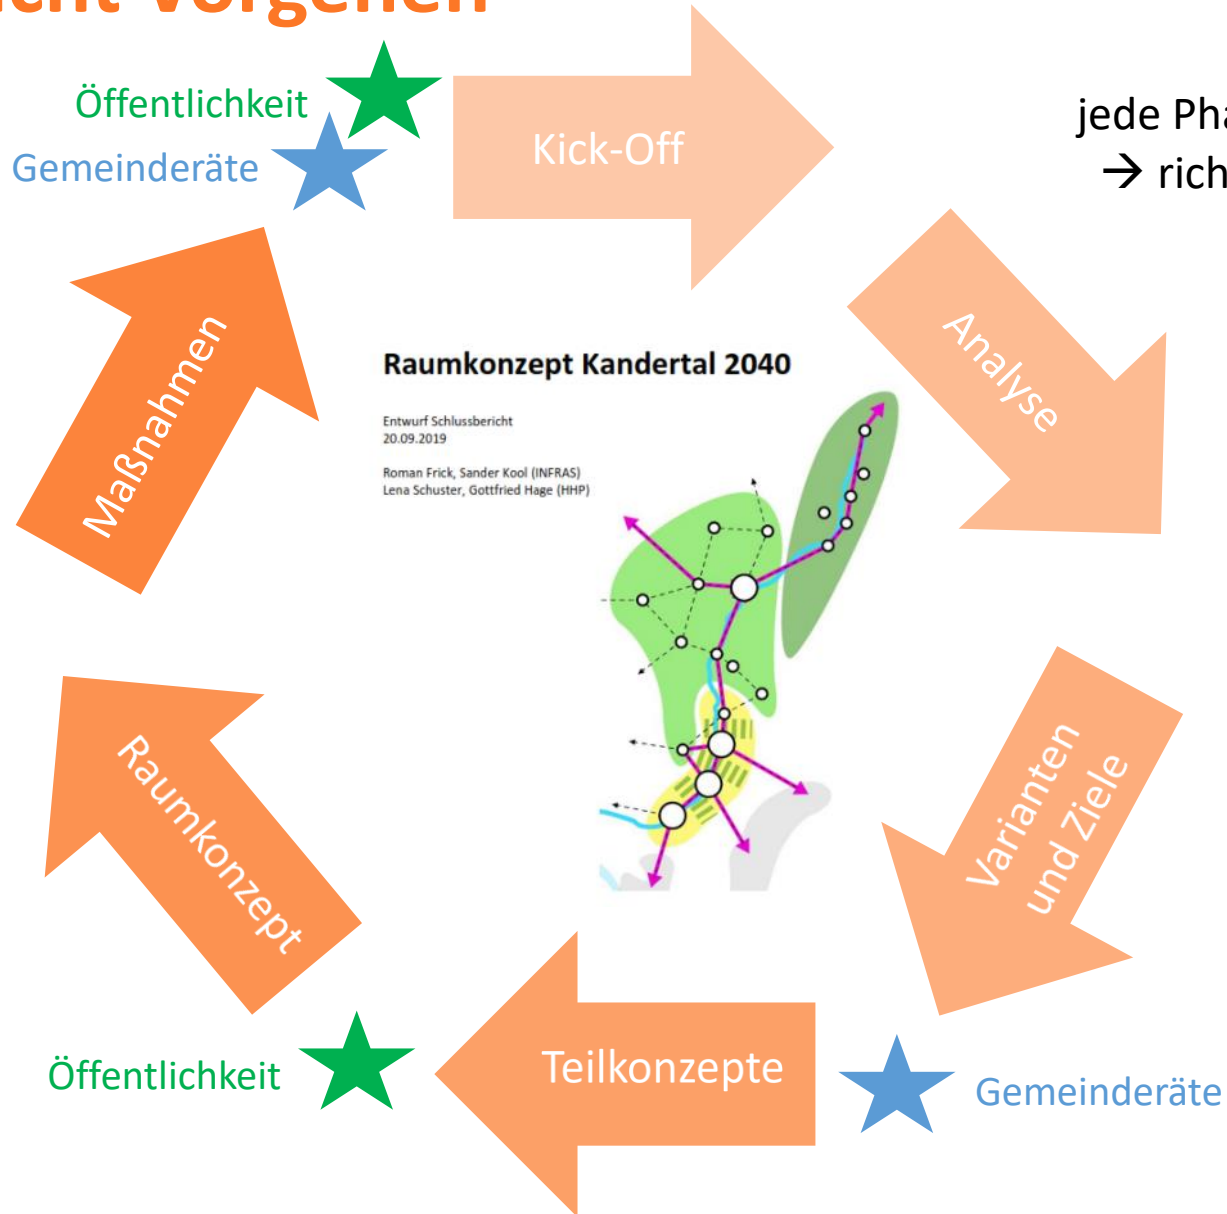 Vorgehen
Öffentlichkeit
Gemeinderäte
Kick-Off
jede
→ rich
Analyse
Maßnahmen
Raumkonzept Kandertal 2040
Entwurf Schlussbericht
20.09.2019
Roman Frick, Sander Kool (INFRAS)
Lena Schuster, Gottfried Hage (HHP)
Varianten
und Ziele
Raumkonzept
Teilkonzepte
Öffentlichkeit
Gemeinderäte